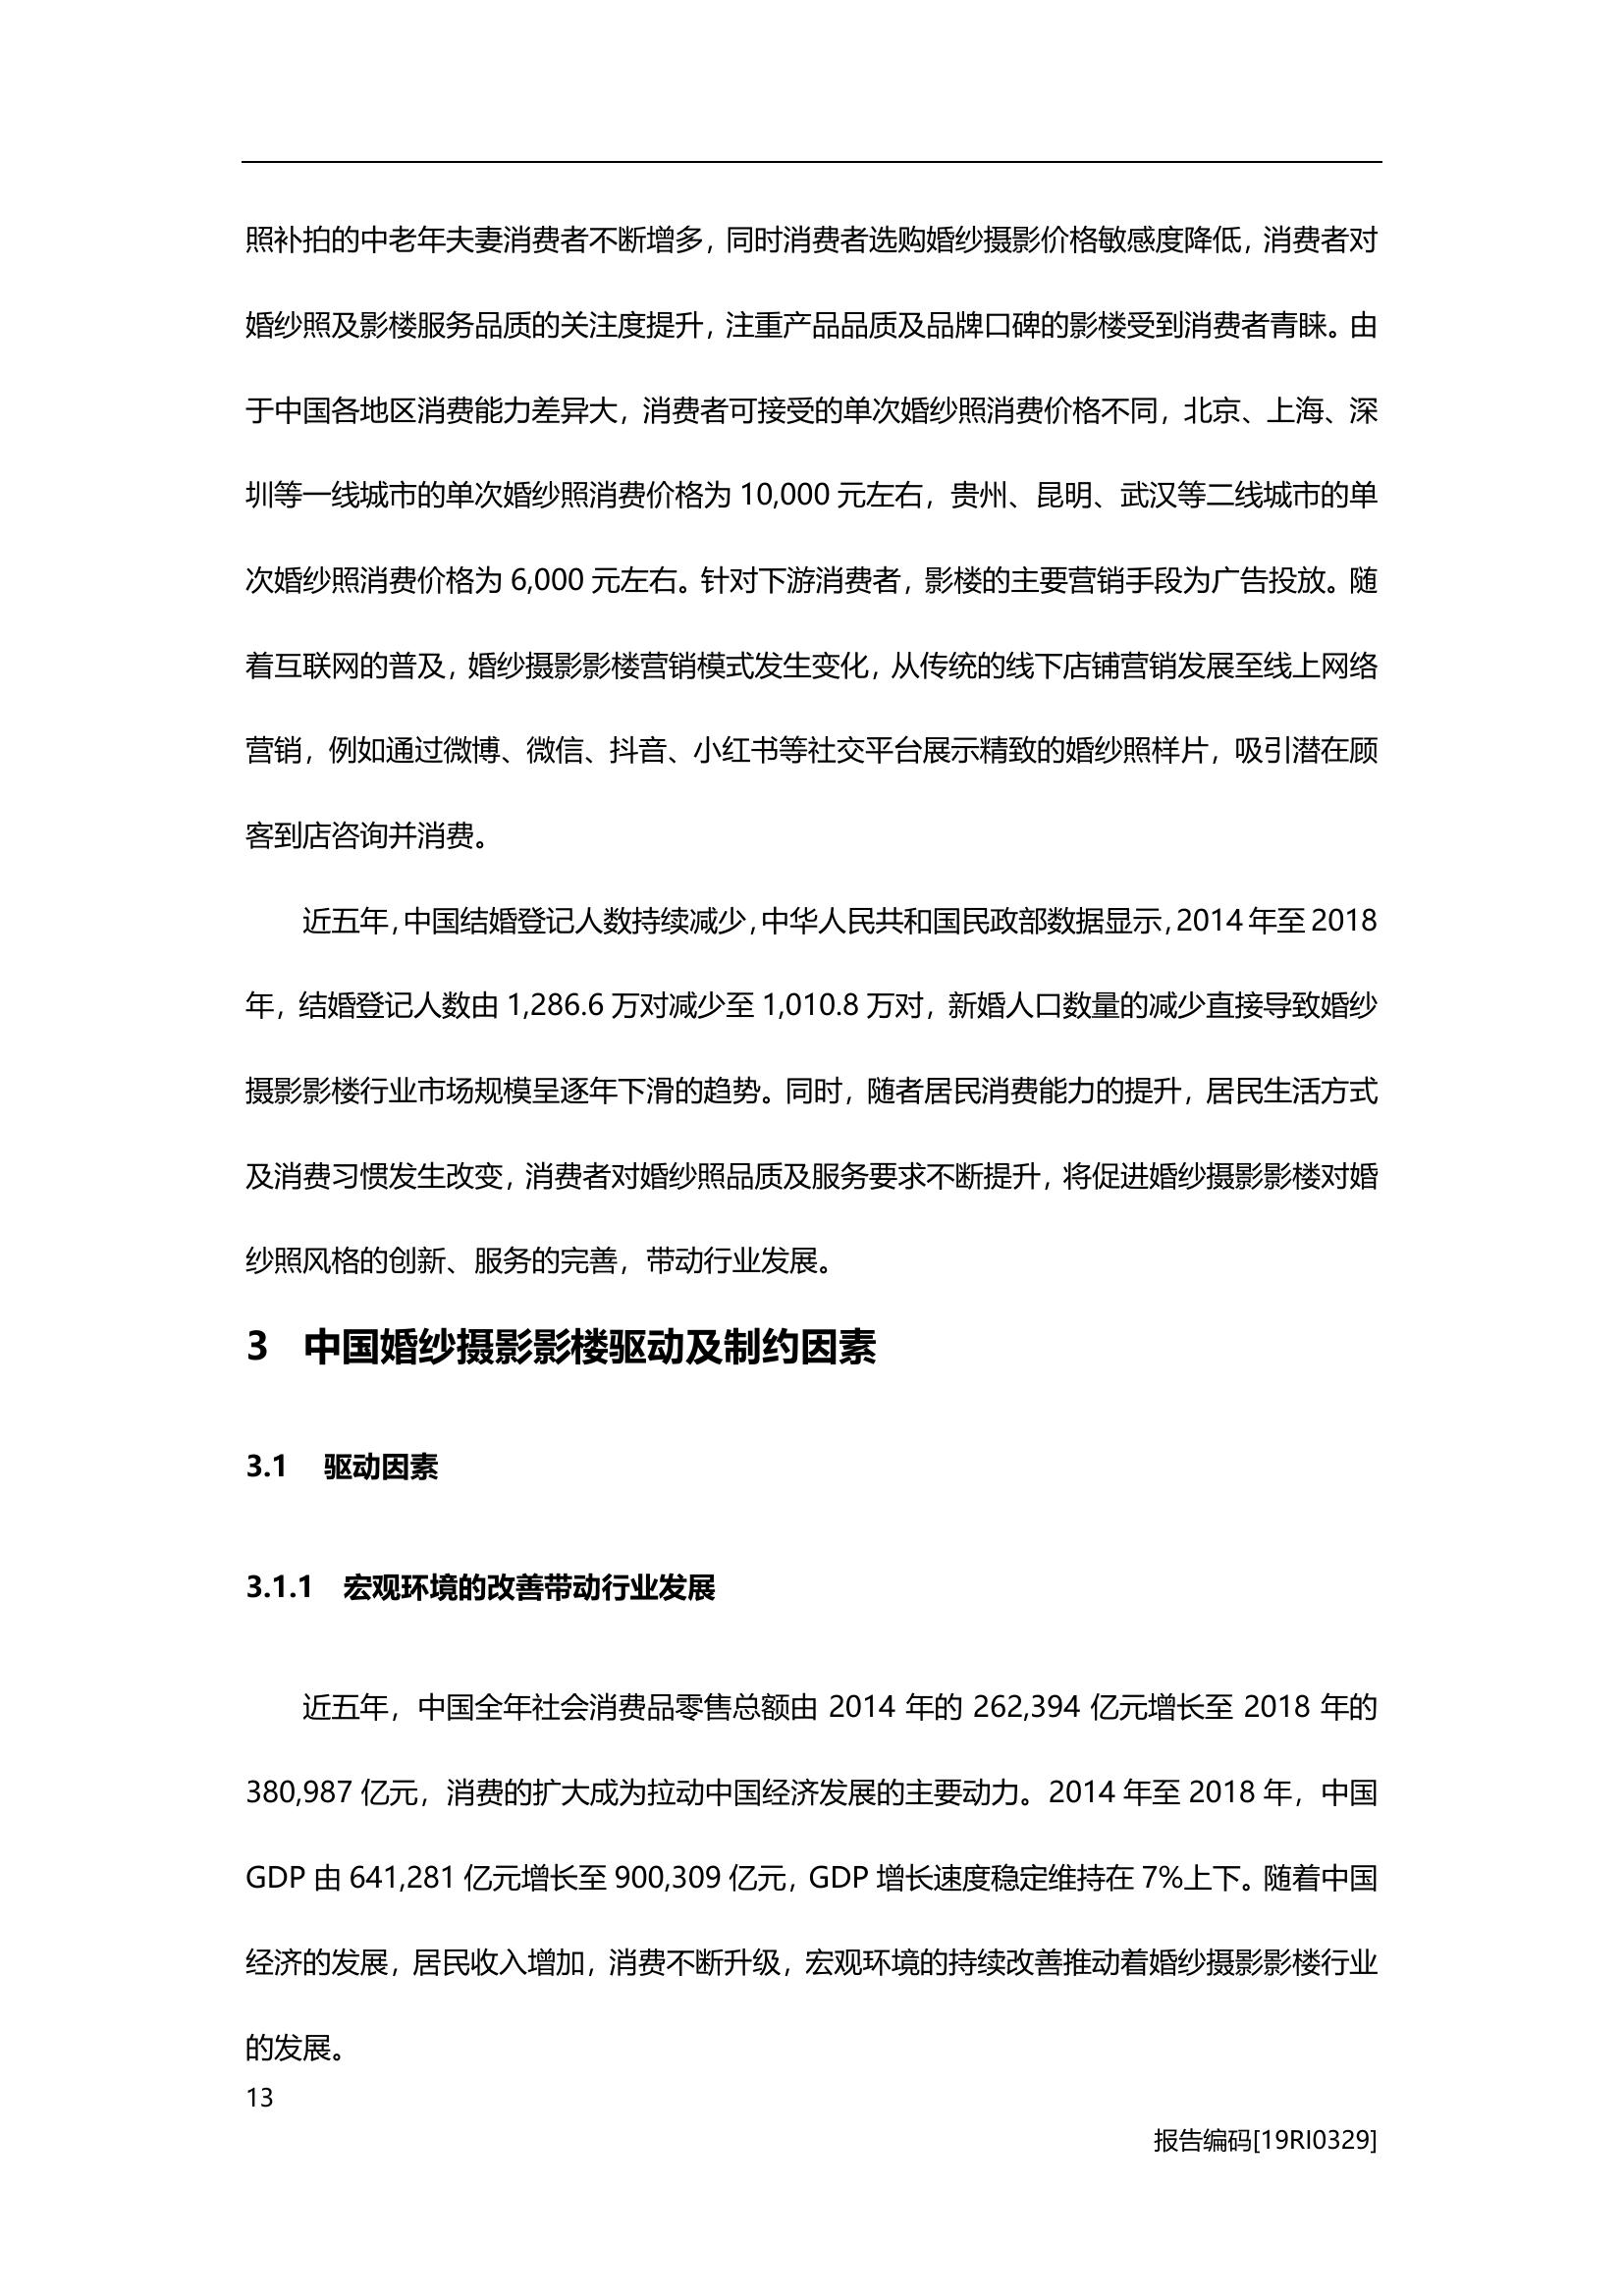 照补拍的中老年夫妻消费者不断增多，同时消费者选购婚纱摄影价格敏感度降低，消费者对
婚纱照及影楼服务品质的关注度提升，注重产品品质及品牌口碑的影楼受到消费者青睐。由
于中国各地区消费能力差异大，消费者可接受的单次婚纱照消费价格不同，北京、上海、深
圳等一线城市的单次婚纱照消费价格为 10,000 元左右，贵州、昆明、武汉等二线城市的单
次婚纱照消费价格为 6,000 元左右。针对下游消费者，影楼的主要营销手段为广告投放。随
着互联网的普及，婚纱摄影影楼营销模式发生变化，从传统的线下店铺营销发展至线上网络
营销，例如通过微博、微信、抖音、小红书等社交平台展示精致的婚纱照样片，吸引潜在顾
客到店咨询并消费。
近五年，中国结婚登记人数持续减少，中华人民共和国民政部数据显示，2014 年至 2018
年，结婚登记人数由 1,286.6 万对减少至 1,010.8 万对，新婚人口数量的减少直接导致婚纱
摄影影楼行业市场规模呈逐年下滑的趋势。同时，随者居民消费能力的提升，居民生活方式
及消费习惯发生改变，消费者对婚纱照品质及服务要求不断提升，将促进婚纱摄影影楼对婚
纱照风格的创新、服务的完善，带动行业发展。
3 中国婚纱摄影影楼驱动及制约因素
3.1 驱动因素
3.1.1 宏观环境的改善带动行业发展
近五年，中国全年社会消费品零售总额由 2014 年的 262,394 亿元增长至 2018 年的
380,987 亿元，消费的扩大成为拉动中国经济发展的主要动力。2014 年至 2018 年，中国
GDP 由 641,281 亿元增长至 900,309 亿元，GDP 增长速度稳定维持在 7%上下。随着中国
经济的发展，居民收入增加，消费不断升级，宏观环境的持续改善推动着婚纱摄影影楼行业
的发展。
13
报告编码[19RI0329]